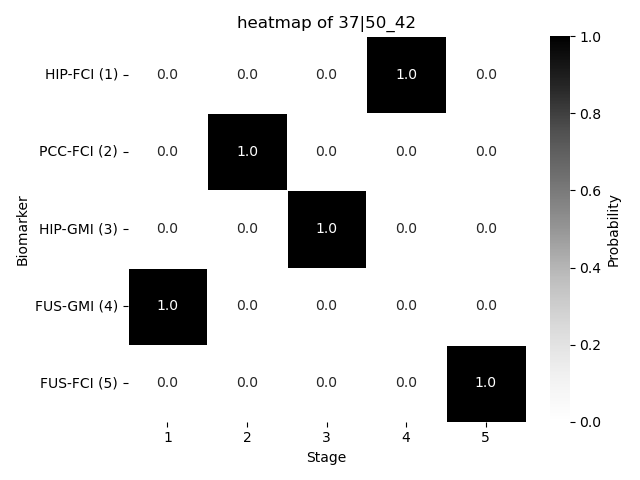 heatmap of 37|50_42
HIP-FCI (1) 0.0 0.0 0.0 1.0 0.0
PCC-FCI (2) 0.0 1.0 0.0 0.0 0.0
HIP-GMI (3) 0.0 0.0 1.0 0.0 0.0
FUS-GMI (4) 1.0 0.0 0.0 0.0 0.0
FUS-FCI (5) 0.0 0.0 0.0 0.0 1.0
1 2 3 4 5
Stage
Biomarker
1.0
0.8
0.6
0.4
0.2
0.0
Probability